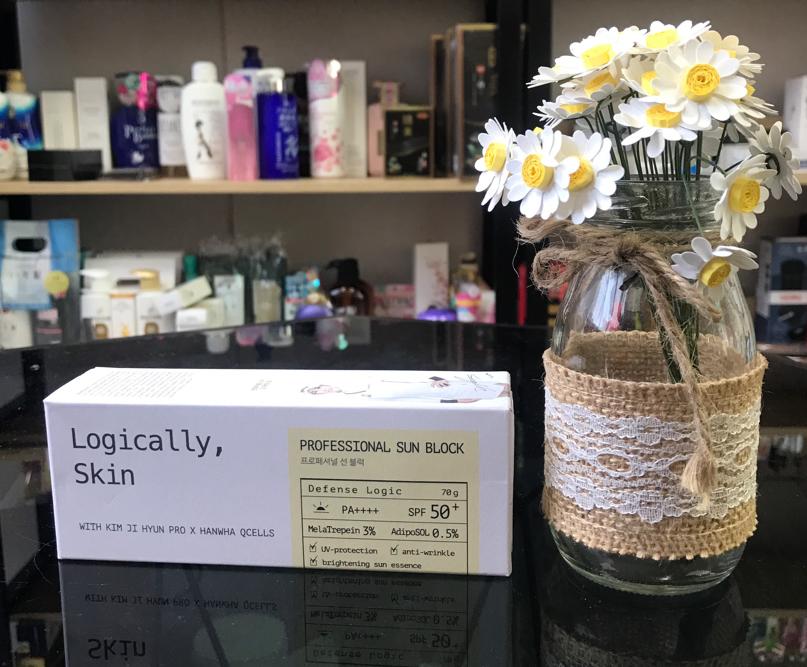 Logically,
Skin
WITH KIM JI HYUN PRO X HANWHA QCELLS
PROFESSIONAL SUN BLOCK
프로페셔널 선 블럭
Defense Logic 70g
PA++++ SPF 50+
MelaTrepein 3% AdipoSOL 0.5%
UV-protection anti-wrinkle
brightening sun essence